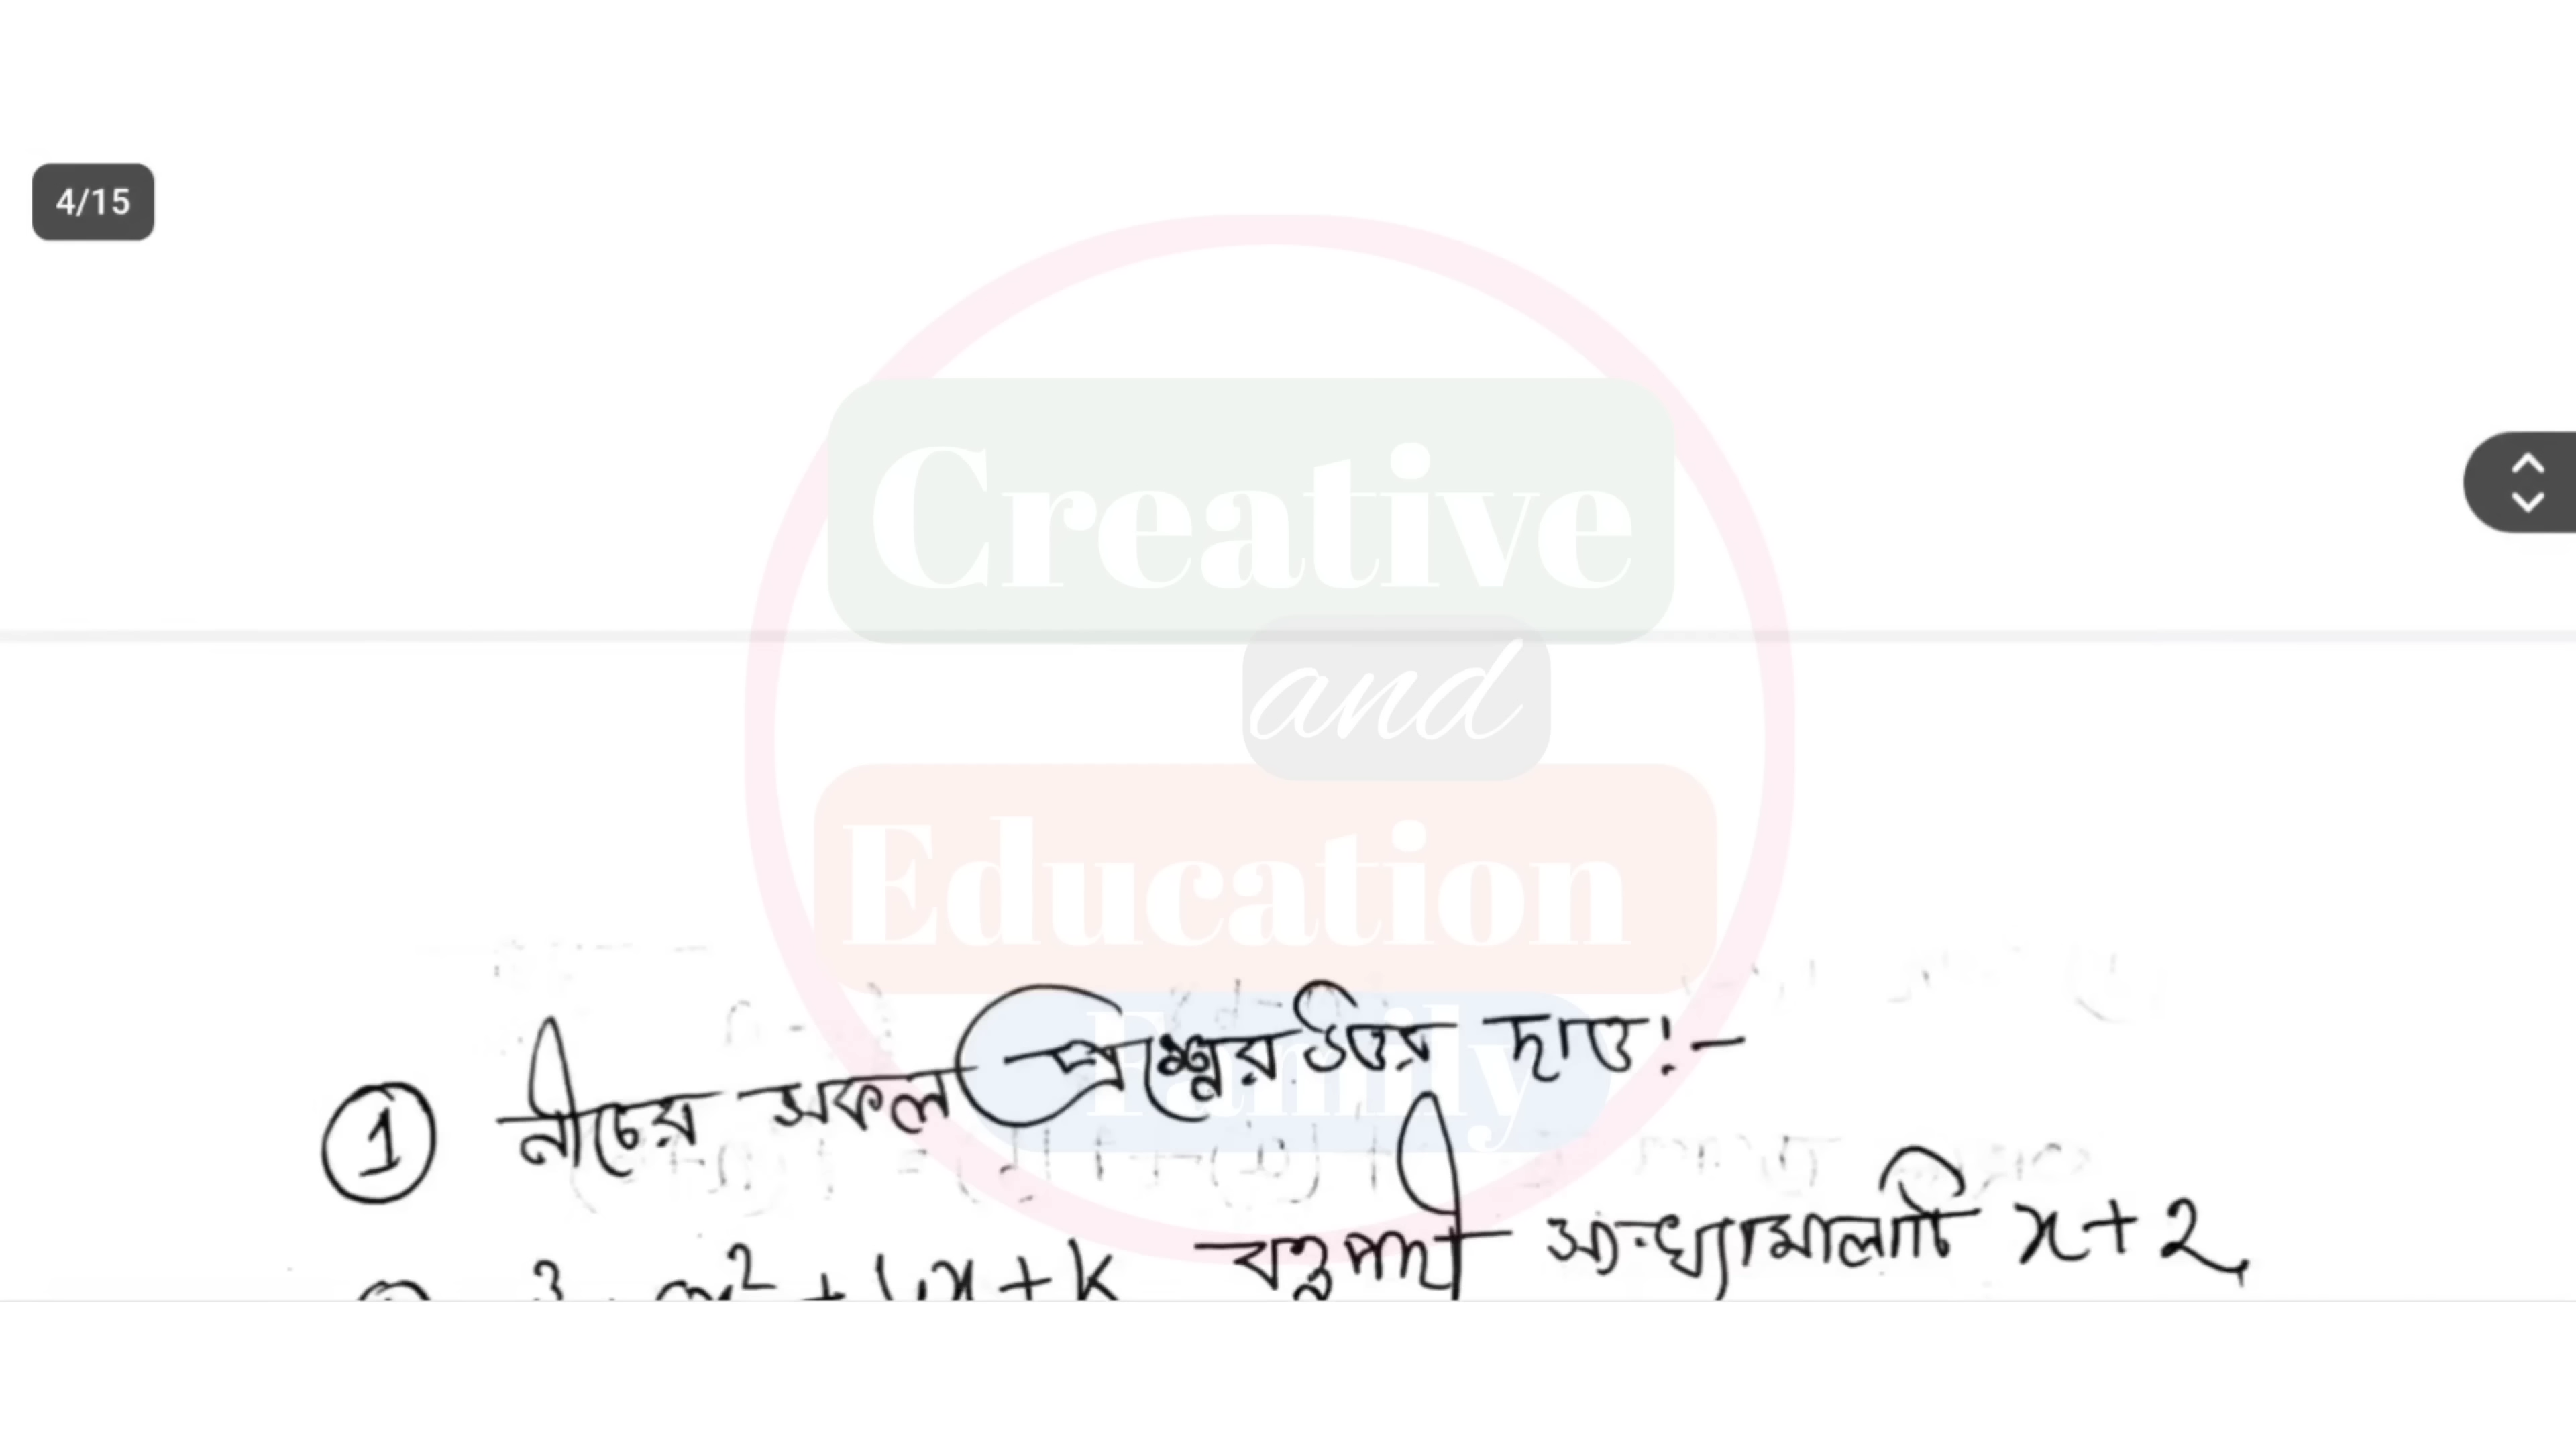 4/15
Creative
and
Education
Family
① নীচের সকল প্রশ্নের উত্তর দাও:-
x+k বহুপদী সংখ্যামালাটি x+2,